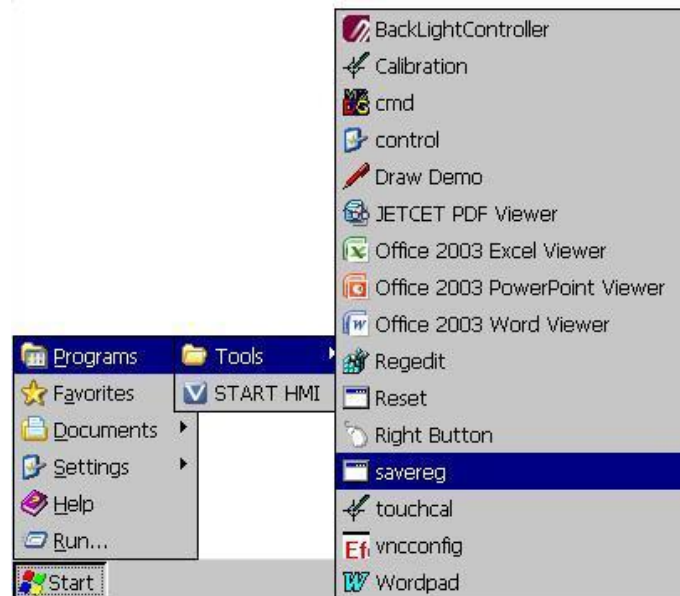 Programs
Favorites
Documents
Settings
Help
Run...
Start
Tools
START HMI
BackLightController
Calibration
cmd
control
Draw Demo
JETCET PDF Viewer
Office 2003 Excel Viewer
Office 2003 PowerPoint Viewer
Office 2003 Word Viewer
Regedit
Reset
Right Button
savereg
touchcal
vncconfig
Wordpad